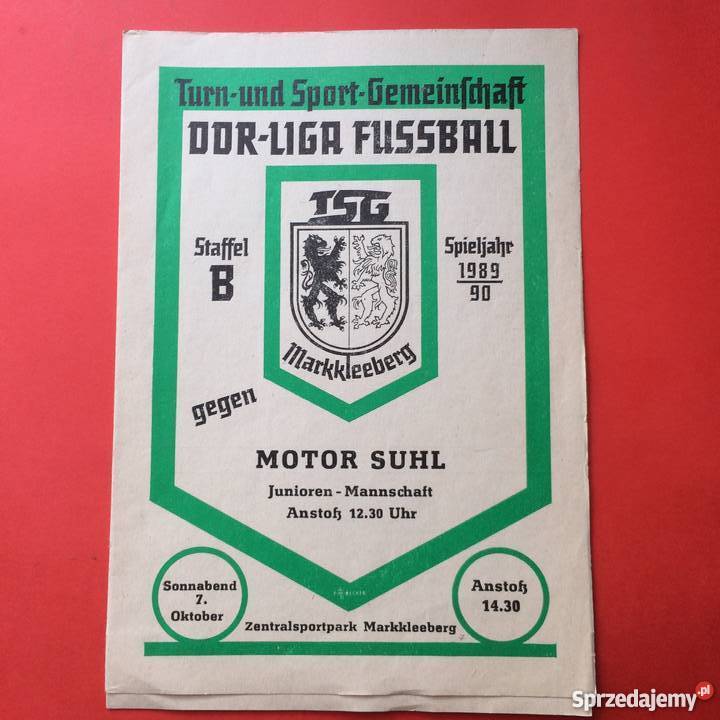 Turn-und Sport-Gemeinſchaft
DDR-LIGA FUSSBALL
TSG
Staffel
B
Spieljahr
1989
90
Markkleeberg
gegen
MOTOR SUHL
Junioren-Mannschaft
Anstoß 12.30 Uhr
Sonnabend
7.
Oktober
Anstoß
14.30
Zentralsportpark Markkleeberg
Sprzedajemy.pl